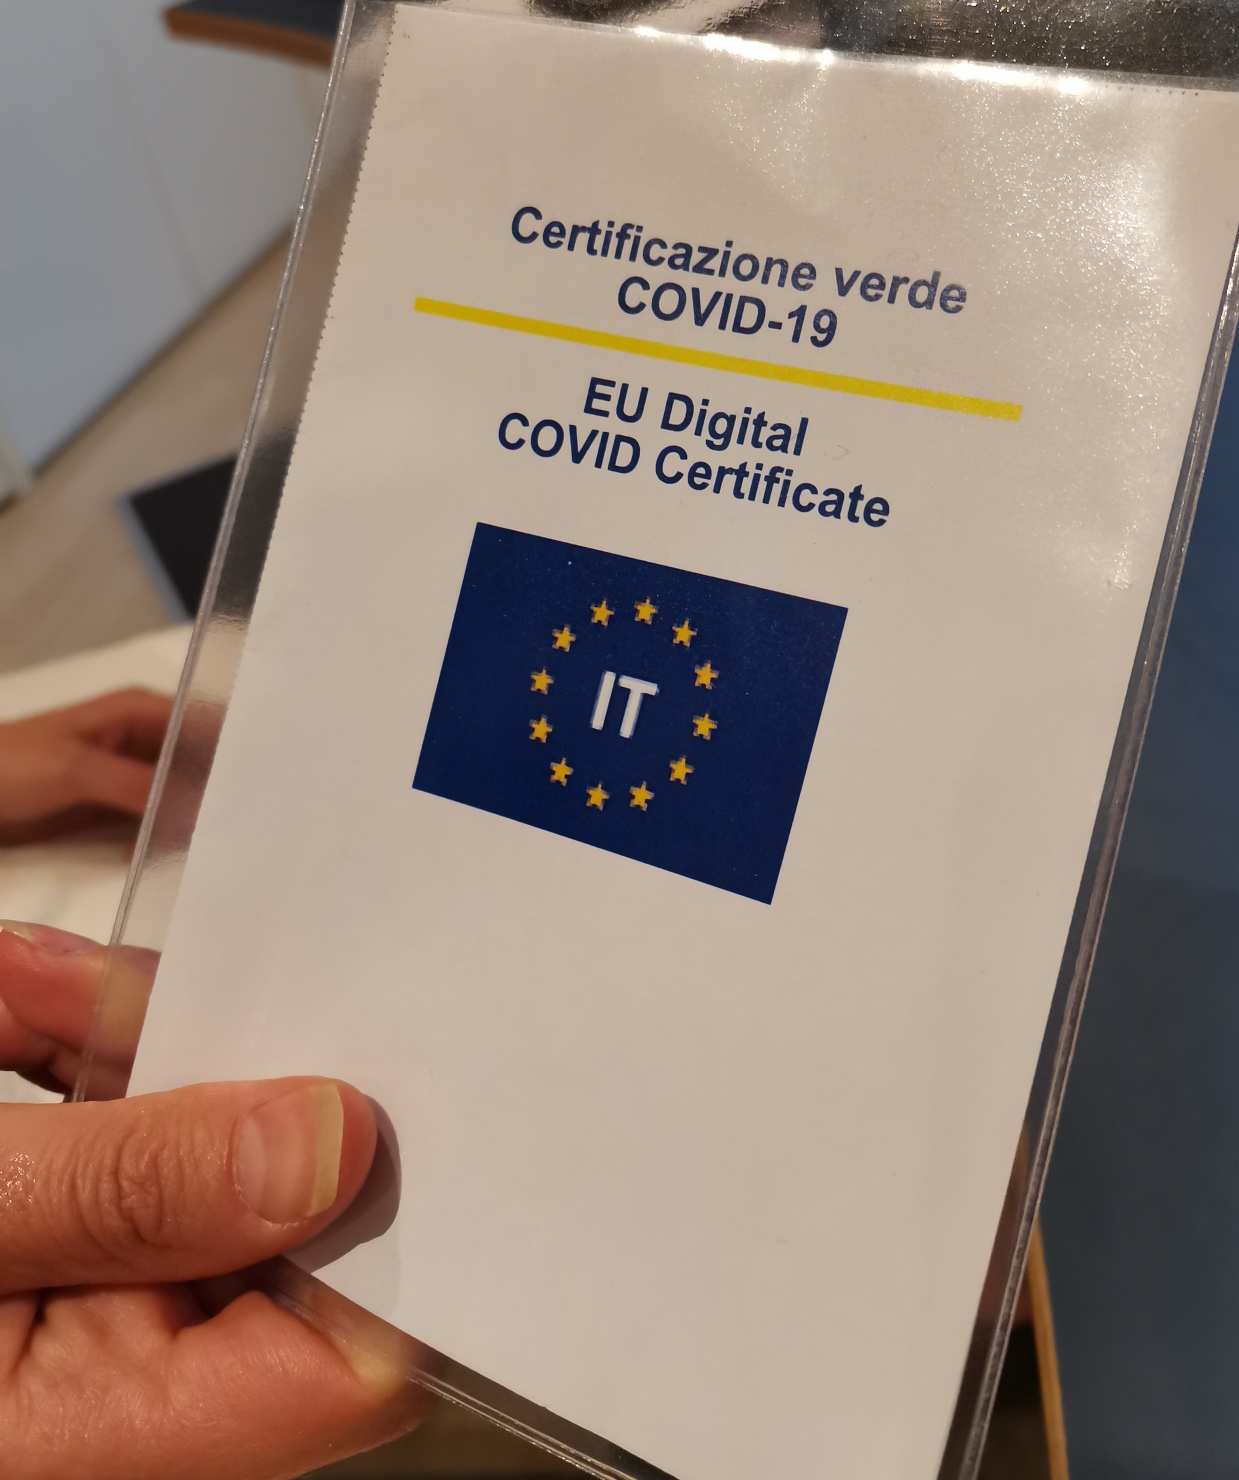 Certificazione verde
COVID-19
EU Digital
COVID Certificate
IT